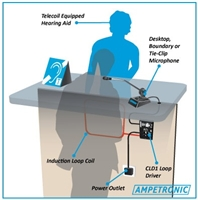 Telecoil Equipped
Hearing Aid
Desktop,
Boundary or
Tie-Clip
Microphone
Induction Loop Coil
CLD1 Loop
Driver
Power Outlet
AMPETRONIC